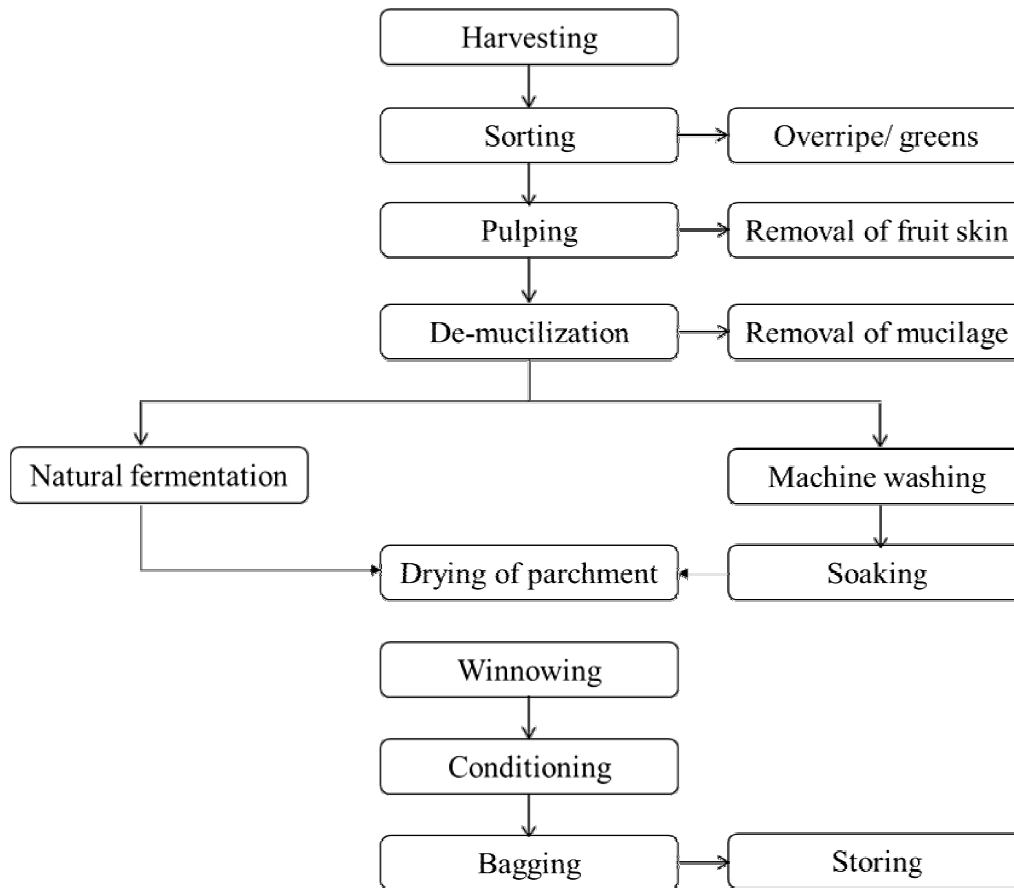 Harvesting
Sorting
Overripe/ greens
Pulping
Removal of fruit skin
De-mucilization
Removal of mucilage
Natural fermentation
Machine washing
Drying of parchment
Soaking
Winnowing
Conditioning
Bagging
Storing